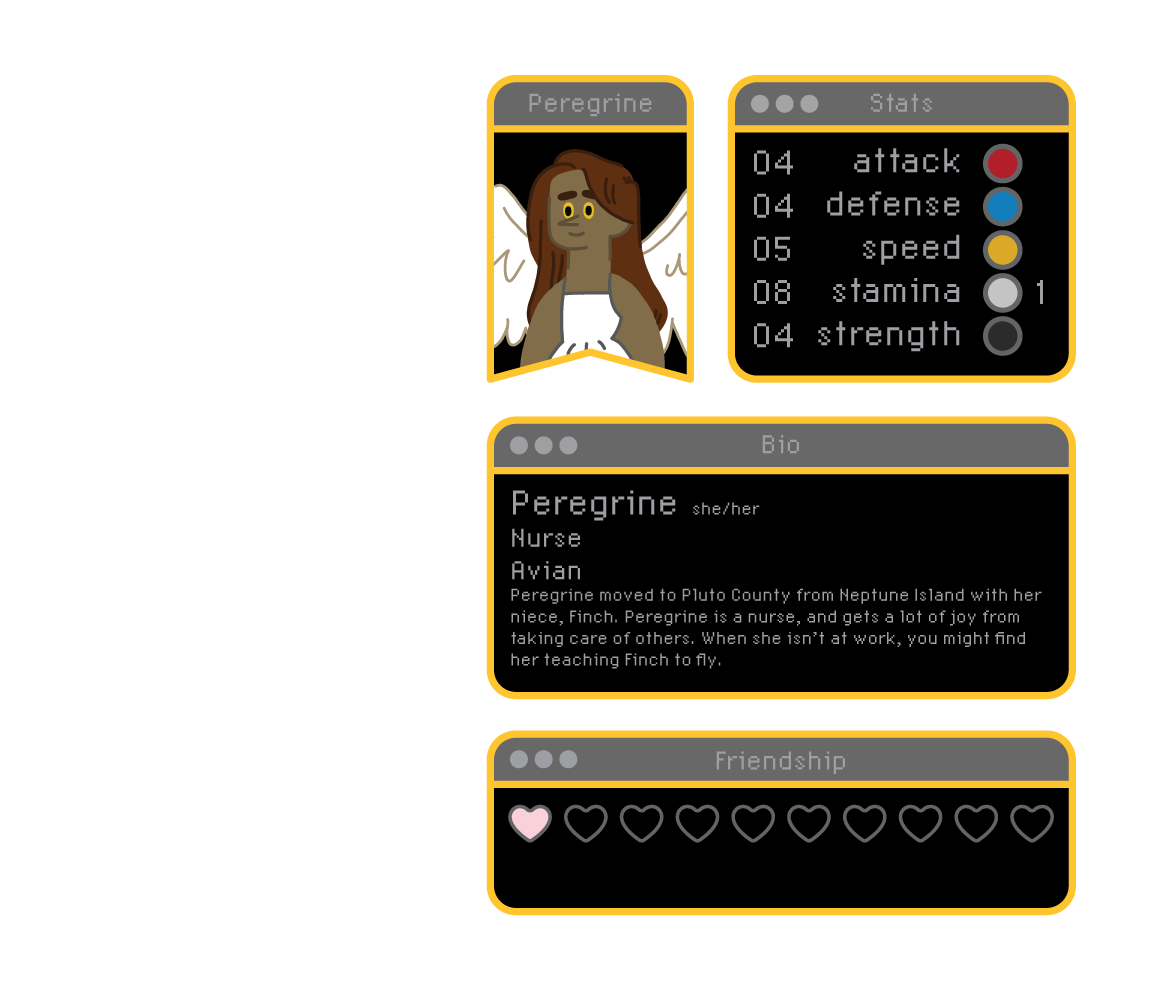 Peregrine
Stats
04 attack
04 defense
05 speed
08 stamina 1
04 strength
Bio
Peregrine she/her
Nurse
Avian
Peregrine moved to Pluto County from Neptune Island with her
niece, Finch. Peregrine is a nurse, and gets a lot of joy from
taking care of others. When she isn't at work, you might find
her teaching Finch to fly.
Friendship